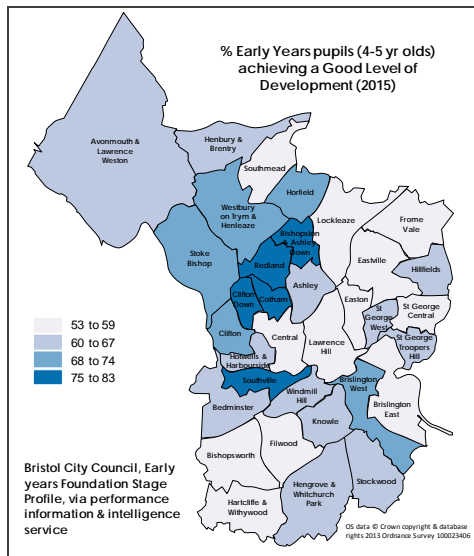 % Early Years pupils (4-5 yr olds)
achieving a Good Level of
Development (2015)
Avonmouth &
Lawrence
Weston
Henbury &
Brentry
Southmead
Horfield
Westbury
on Trym &
Henleaze
Lockleaze
Frome
Vale
Bishopston
& Ashley
Down
Eastville
Stoke
Bishop
Redland
Hillfields
Clifton
Down
Cotham
Ashley
Easton
St
George
West
St George
Central
Clifton
Central
Lawrence
Hill
St George
Troopers
Hill
Hotwells &
Harbourside
Southville
Windmill
Hill
Brislington
West
Bedminster
Knowle
Brislington
East
Bishopsworth
Filwood
Hartcliffe &
Withywood
Hengrove &
Whitchurch
Park
Stockwood
53 to 59
60 to 67
68 to 74
75 to 83
Bristol City Council, Early
years Foundation Stage
Profile, via performance
information & intelligence
service
OS data © Crown copyright & database
rights 2013 Ordnance Survey 100023406